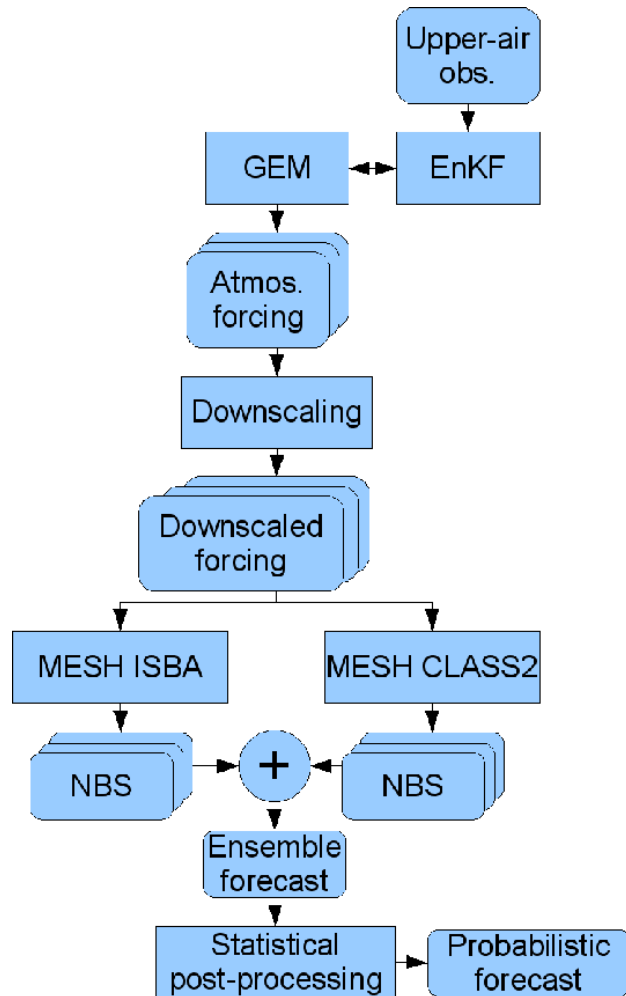 Upper-air
obs.
GEM
EnKF
Atmos.
forcing
Downscaling
Downscaled
forcing
MESH ISBA
MESH CLASS2
NBS
+
NBS
Ensemble
forecast
Statistical
post-processing
Probabilistic
forecast